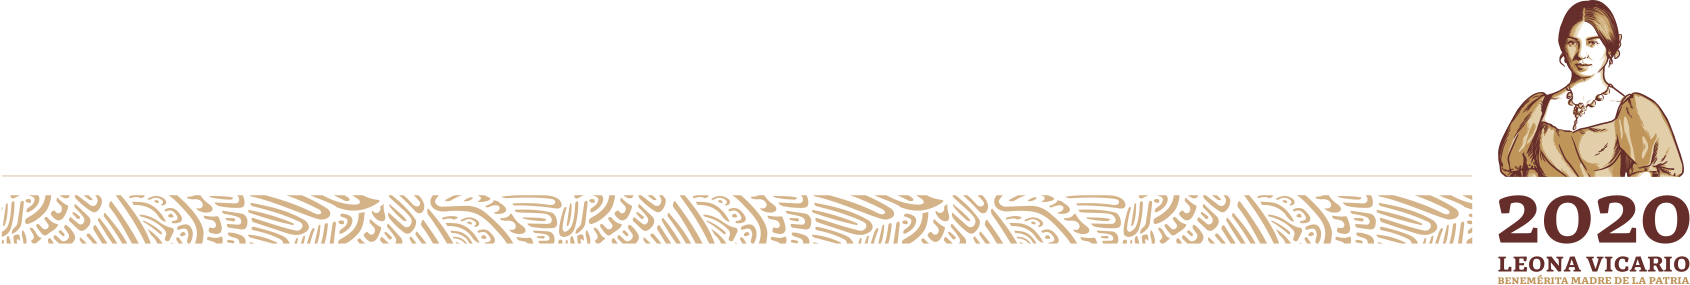 2020
LEONA VICARIO
BENEMÉRITA MADRE DE LA PATRIA